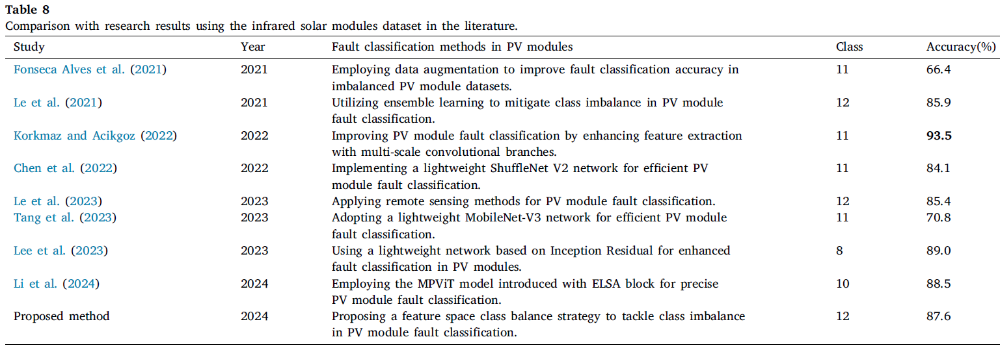 Table 8
Comparison with research results using the infrared solar modules dataset in the literature.
Study Year Fault classification methods in PV modules Class Accuracy(%)
Fonseca Alves et al. (2021) 2021 Employing data augmentation to improve fault classification accuracy in 11 66.4
imbalanced PV module datasets.
Le et al. (2021) 2021 Utilizing ensemble learning to mitigate class imbalance in PV module 12 85.9
fault classification.
Korkmaz and Acikgoz (2022) 2022 Improving PV module fault classification by enhancing feature extraction 11 93.5
with multi-scale convolutional branches.
Chen et al. (2022) 2022 Implementing a lightweight ShuffleNet V2 network for efficient PV 11 84.1
module fault classification.
Le et al. (2023) 2023 Applying remote sensing methods for PV module fault classification. 12 85.4
Tang et al. (2023) 2023 Adopting a lightweight MobileNet-V3 network for efficient PV module 11 70.8
fault classification.
Lee et al. (2023) 2023 Using a lightweight network based on Inception Residual for enhanced 8 89.0
fault classification in PV modules.
Li et al. (2024) 2024 Employing the MPViT model introduced with ELSA block for precise 10 88.5
PV module fault classification.
Proposed method 2024 Proposing a feature space class balance strategy to tackle class imbalance 12 87.6
in PV module fault classification.